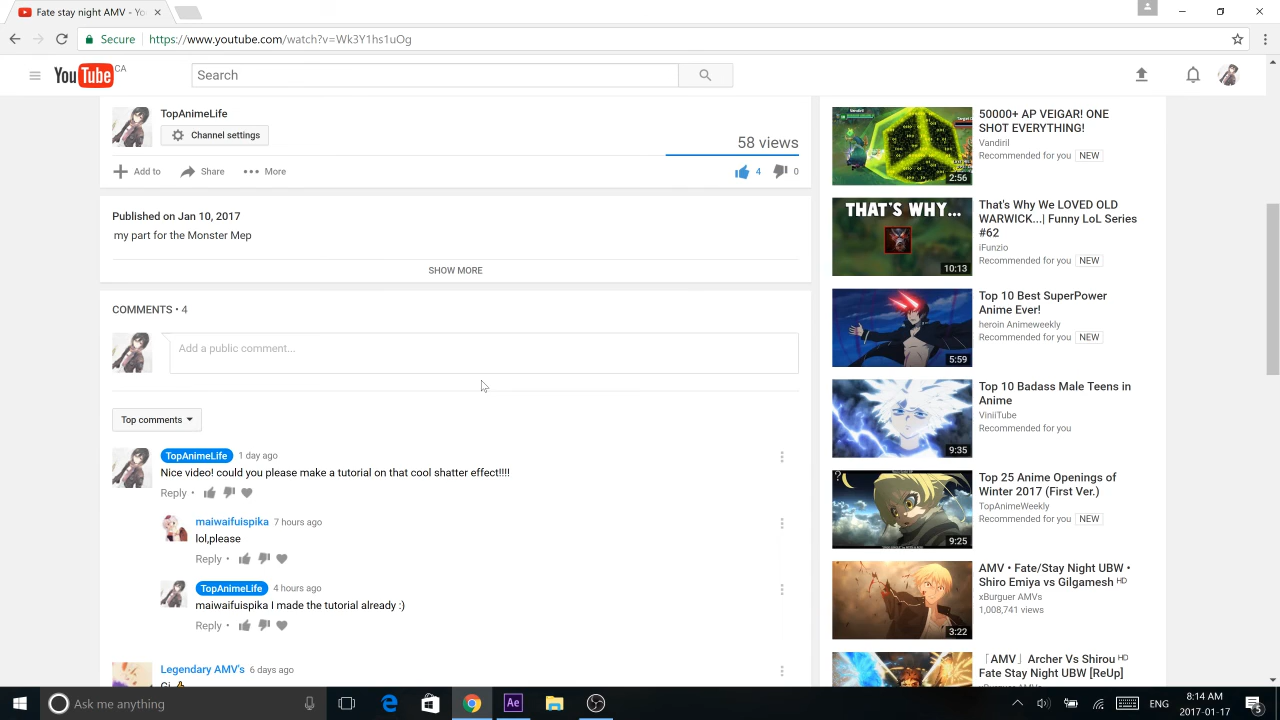 Fate stay night AMV - Yo
Secure
https://www.youtube.com/watch?v=Wk3Y1hs1uOg
YouTube CA
Search
TopAnimeLife
Channel settings
58 views
Add to
Share
More
4
0
Published on Jan 10, 2017
my part for the Monster Mep
SHOW MORE
COMMENTS • 4
Add a public comment...
Top comments
TopAnimeLife 1 day ago
Nice video! could you please make a tutorial on that cool shatter effect!!!!
Reply •
maiwaifuispika 7 hours ago
lol,please
Reply •
TopAnimeLife 4 hours ago
maiwaifuispika I made the tutorial already :)
Reply •
Legendary AMV's 6 days ago
50000+ AP VEIGAR! ONE
SHOT EVERYTHING!
Vandiril
Recommended for you NEW
2:56
THAT'S WHY...
10:13
That's Why We LOVED OLD
WARWICK...| Funny LoL Series
#62
iFunzio
Recommended for you NEW
5:59
Top 10 Best SuperPower
Anime Ever!
heroin Animeweekly
Recommended for you NEW
9:35
Top 10 Badass Male Teens in
Anime
ViniiTube
Recommended for you
9:25
Top 25 Anime Openings of
Winter 2017 (First Ver.)
TopAnimeWeekly
Recommended for you NEW
3:22
AMV • Fate/Stay Night UBW •
Shiro Emiya vs Gilgamesh HD
xBurguer AMVs
1,008,741 views
「AMV」 Archer Vs Shirou HD
Fate Stay Night UBW [ReUp]
Ask me anything
Ae
ENG
8:14 AM
2017-01-17
3